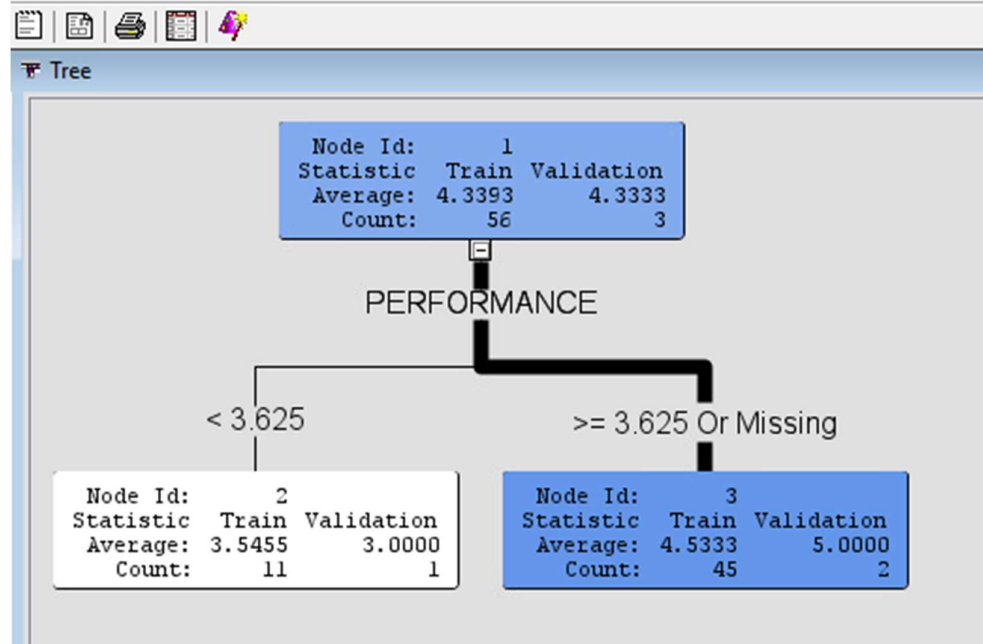 Tree
Node Id: 1
Statistic Train Validation
Average: 4.3393 4.3333
Count: 56 3
PERFORMANCE
< 3.625
>= 3.625 Or Missing
Node Id: 2
Statistic Train Validation
Average: 3.5455 3.0000
Count: 11 1
Node Id: 3
Statistic Train Validation
Average: 4.5333 5.0000
Count: 45 2